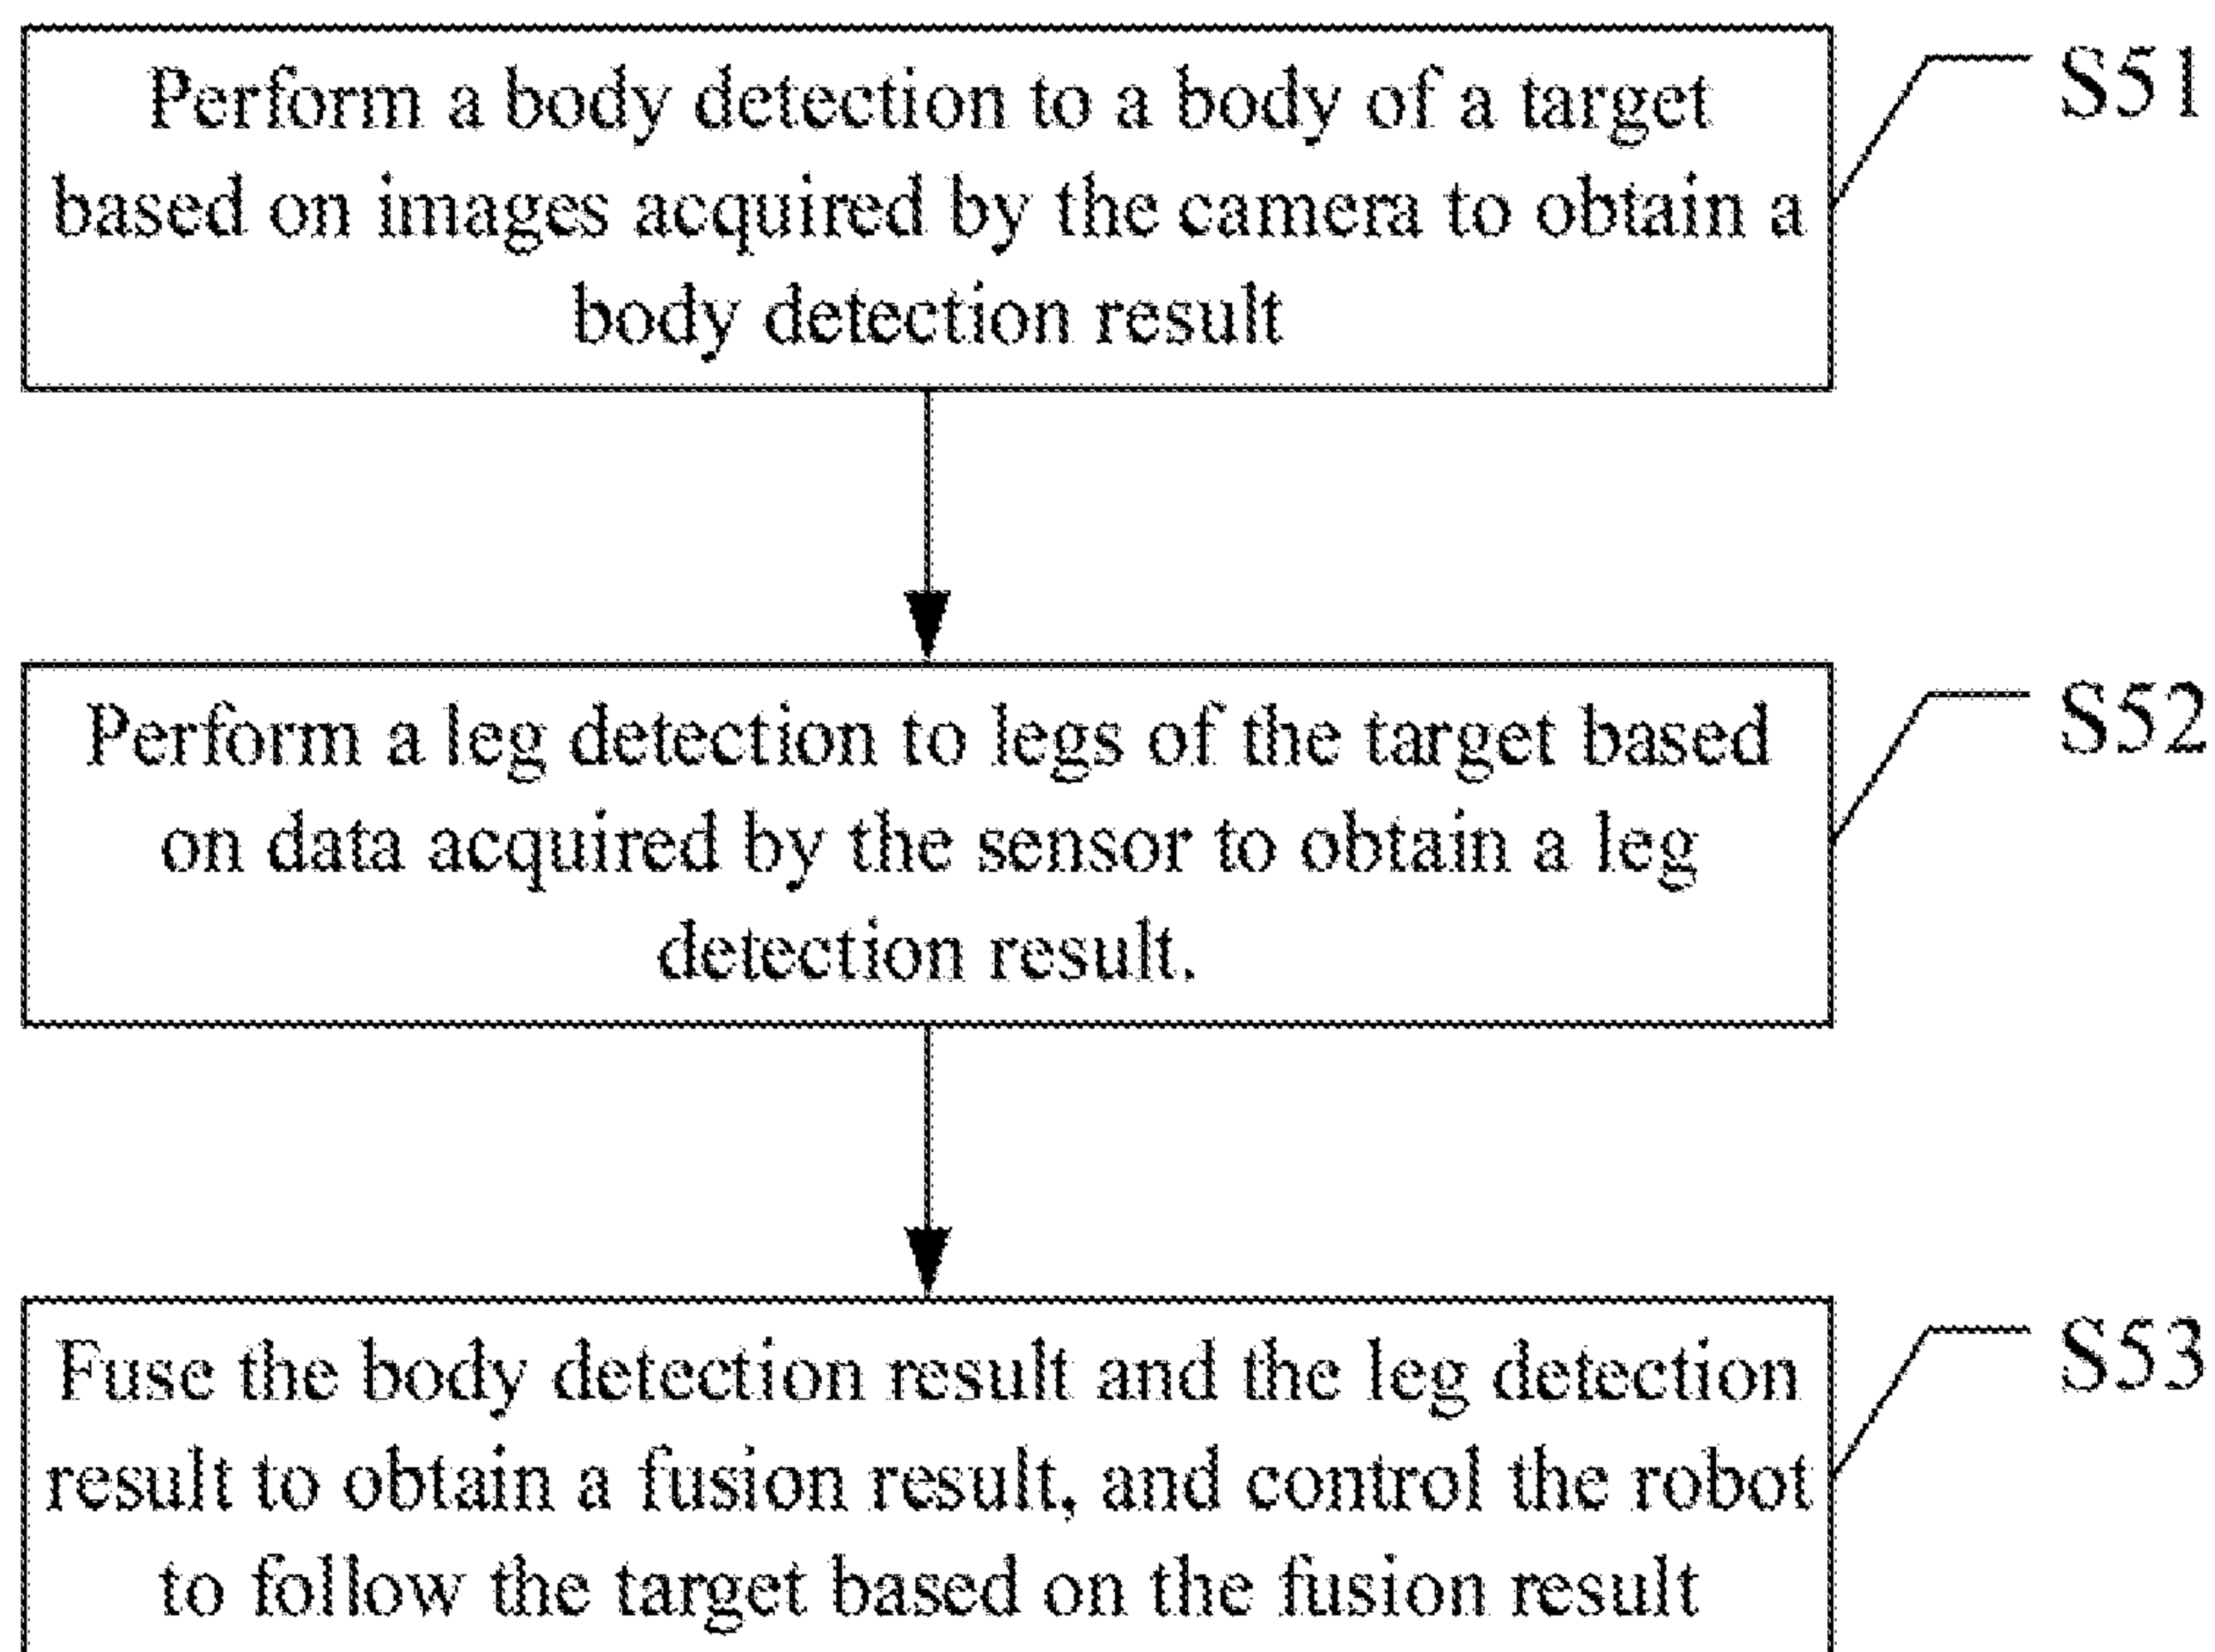 Perform a body detection to a body of a target
based on images acquired by the camera to obtain a
body detection result
S51
Perform a leg detection to legs of the target based
on data acquired by the sensor to obtain a leg
detection result.
S52
Fuse the body detection result and the leg detection
result to obtain a fusion result, and control the robot
to follow the target based on the fusion result
S53